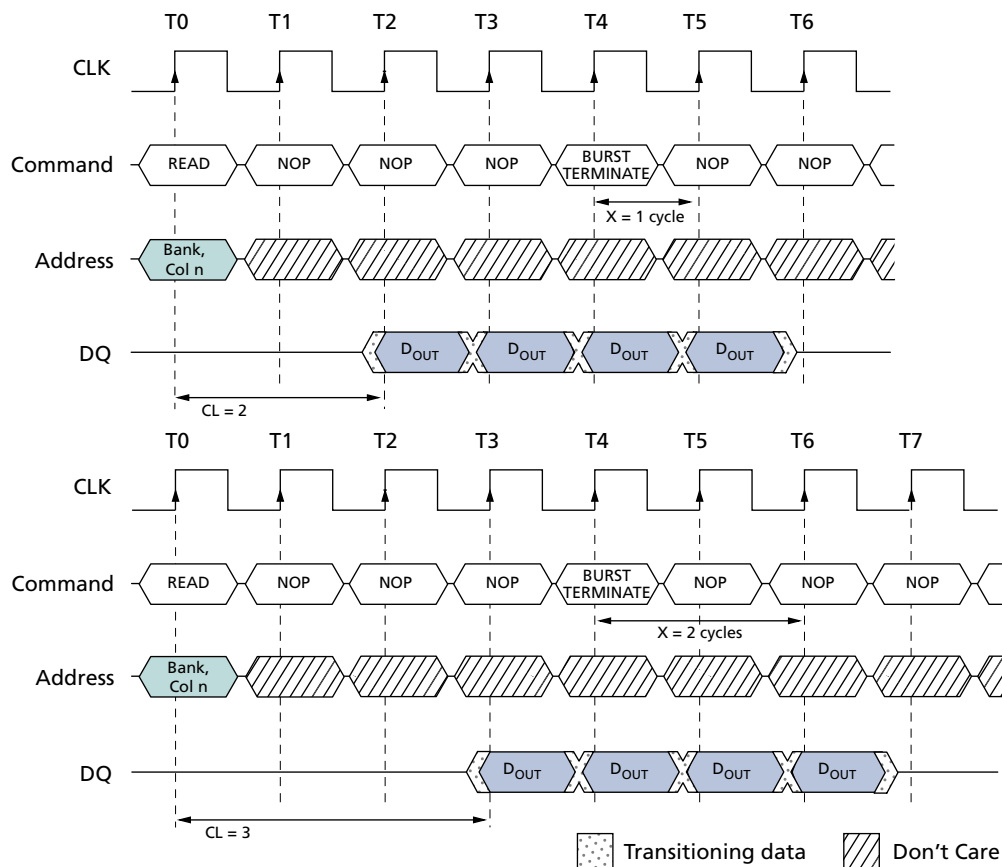 T0 T1 T2 T3 T4 T5 T6
CLK
Command READ NOP NOP NOP BURST TERMINATE NOP NOP
X = 1 cycle
Address Bank, Col n
DQ DOUT DOUT DOUT DOUT
CL = 2
T0 T1 T2 T3 T4 T5 T6 T7
CLK
Command READ NOP NOP NOP BURST TERMINATE NOP NOP NOP
X = 2 cycles
Address Bank, Col n
DQ DOUT DOUT DOUT DOUT
CL = 3
Transitioning data Don't Care